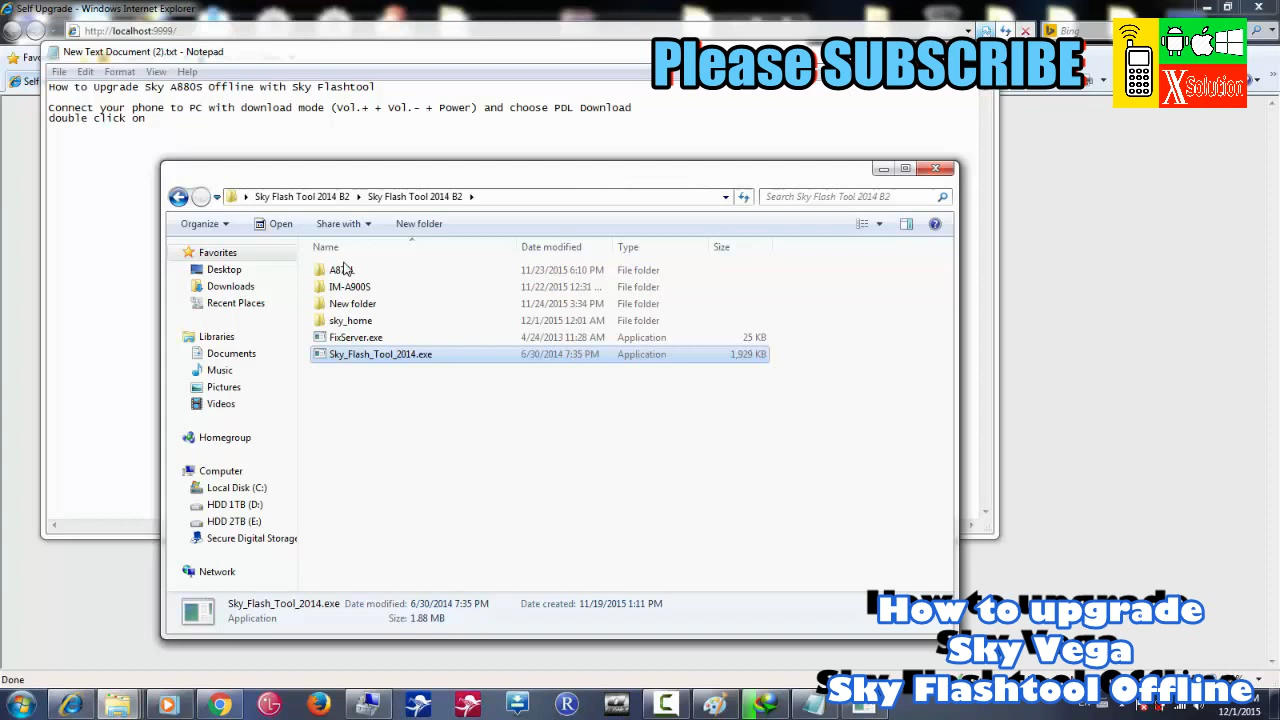 Self Upgrade - Windows Internet Explorer
http://localhost:9999/
Bing
New Text Document (2).txt - Notepad
File Edit Format View Help
How to Upgrade Sky A880S Offline with Sky Flashtool
Connect your phone to PC with download mode (Vol.+ + Vol.- + Power) and choose PDL Download
double click on
Please SUBSCRIBE
X Solution
Sky Flash Tool 2014 B2 Sky Flash Tool 2014 B2
Search Sky Flash Tool 2014 B2
Organize Open Share with New folder
Name Date modified Type Size
11/23/2015 6:10 PM File folder
IM-A900S 11/22/2015 12:31 ... File folder
New folder 11/24/2015 3:34 PM File folder
sky_home 12/1/2015 12:01 AM File folder
FixServer.exe 4/24/2013 11:28 AM Application 25 KB
Sky_Flash_Tool_2014.exe 6/30/2014 7:35 PM Application 1,929 KB
Favorites
Desktop
Downloads
Recent Places
Libraries
Documents
Music
Pictures
Videos
Homegroup
Computer
Local Disk (C:)
HDD 1TB (D:)
HDD 2TB (E:)
Secure Digital Storage
Network
Sky_Flash_Tool_2014.exe Date modified: 6/30/2014 7:35 PM Date created: 11/19/2015 1:11 PM
Application Size: 1.88 MB
How to upgrade
Sky Vega
Sky Flashtool Offline
Done
12/1/2015